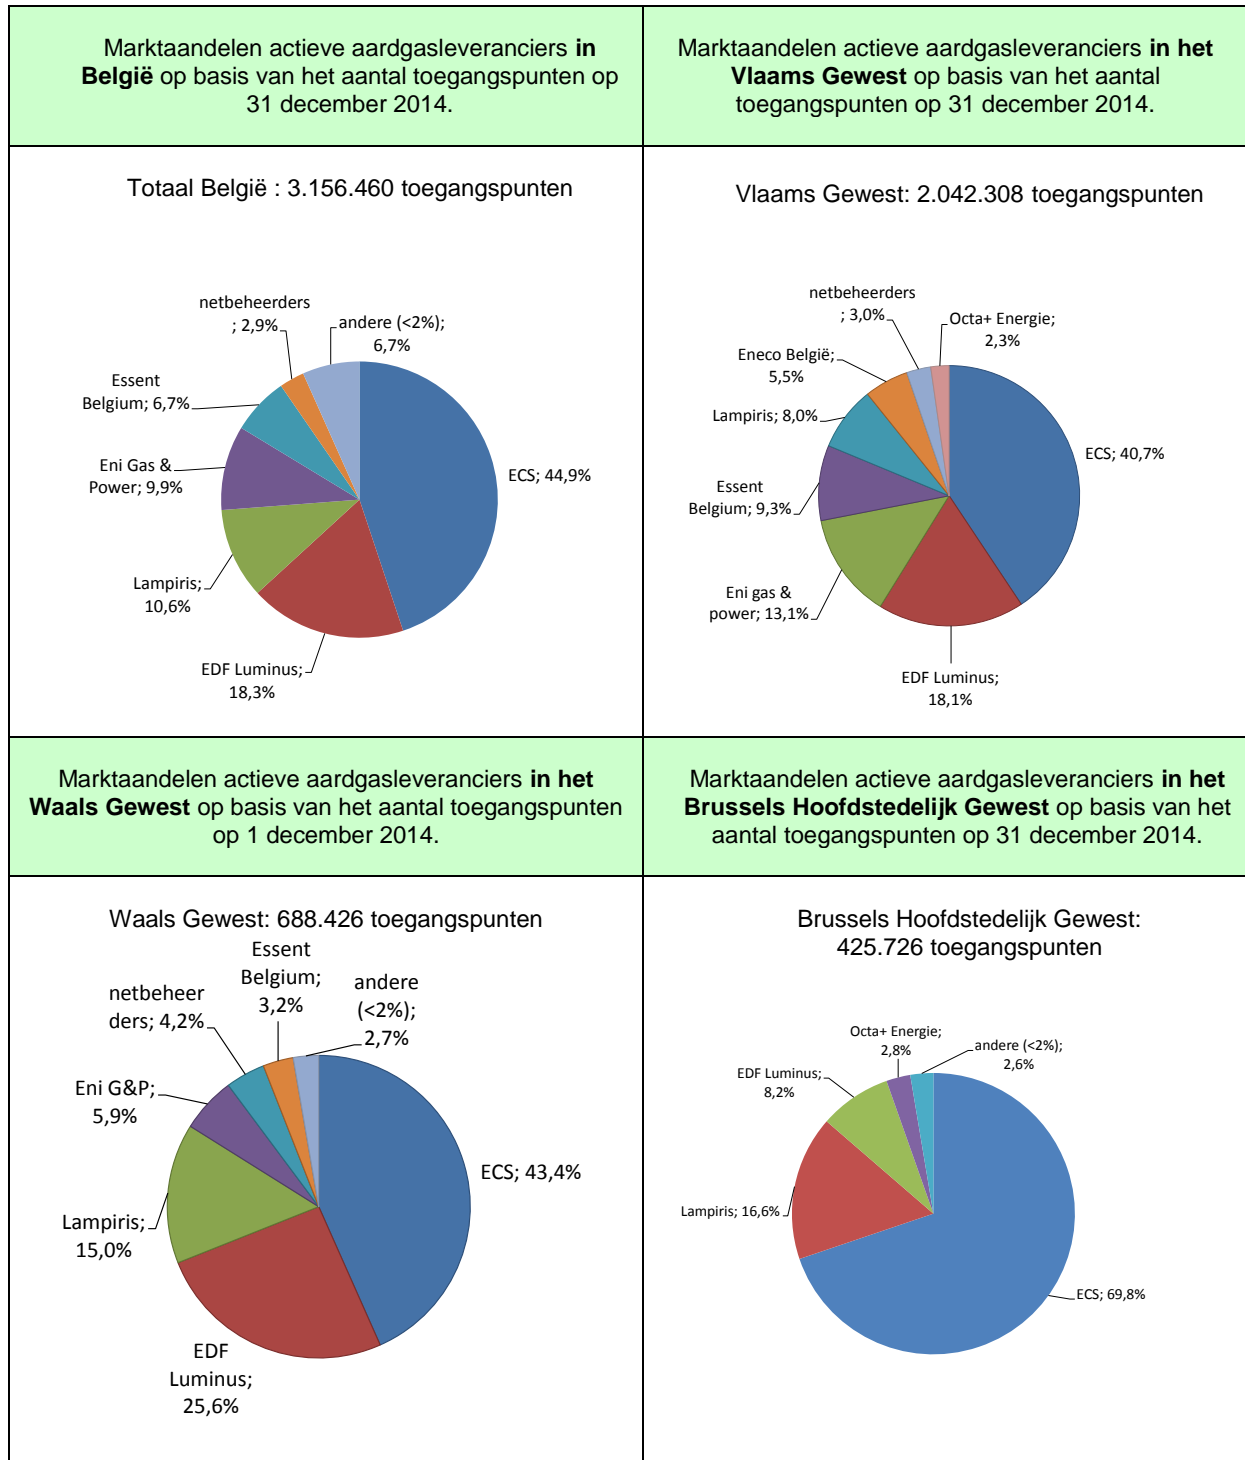 Marktaandelen actieve aardgasleveranciers in
België op basis van het aantal toegangspunten op
31 december 2014.
Marktaandelen actieve aardgasleveranciers in het
Vlaams Gewest op basis van het aantal
toegangspunten op 31 december 2014.
Totaal België : 3.156.460 toegangspunten
netbeheerders
; 2,9%
andere (<2%);
6,7%
Essent
Belgium; 6,7%
Eni Gas &
Power; 9,9%
ECS; 44,9%
Lampiris;
10,6%
EDF Luminus;
18,3%
Vlaams Gewest: 2.042.308 toegangspunten
netbeheerders
; 3,0%
Octa+ Energie;
2,3%
Eneco België;
5,5%
Lampiris; 8,0%
ECS; 40,7%
Essent
Belgium; 9,3%
Eni gas &
power; 13,1%
EDF Luminus;
18,1%
Marktaandelen actieve aardgasleveranciers in het
Waals Gewest op basis van het aantal toegangspunten
op 1 december 2014.
Marktaandelen actieve aardgasleveranciers in het
Brussels Hoofdstedelijk Gewest op basis van het
aantal toegangspunten op 31 december 2014.
Waals Gewest: 688.426 toegangspunten
Essent
Belgium;
3,2%
andere
(<2%);
2,7%
netbeheer
ders; 4,2%
Eni G&P;
5,9%
ECS; 43,4%
Lampiris;
15,0%
EDF
Luminus;
25,6%
Brussels Hoofdstedelijk Gewest:
425.726 toegangspunten
Octa+ Energie;
2,8%
andere (<2%);
2,6%
EDF Luminus;
8,2%
Lampiris; 16,6%
ECS; 69,8%